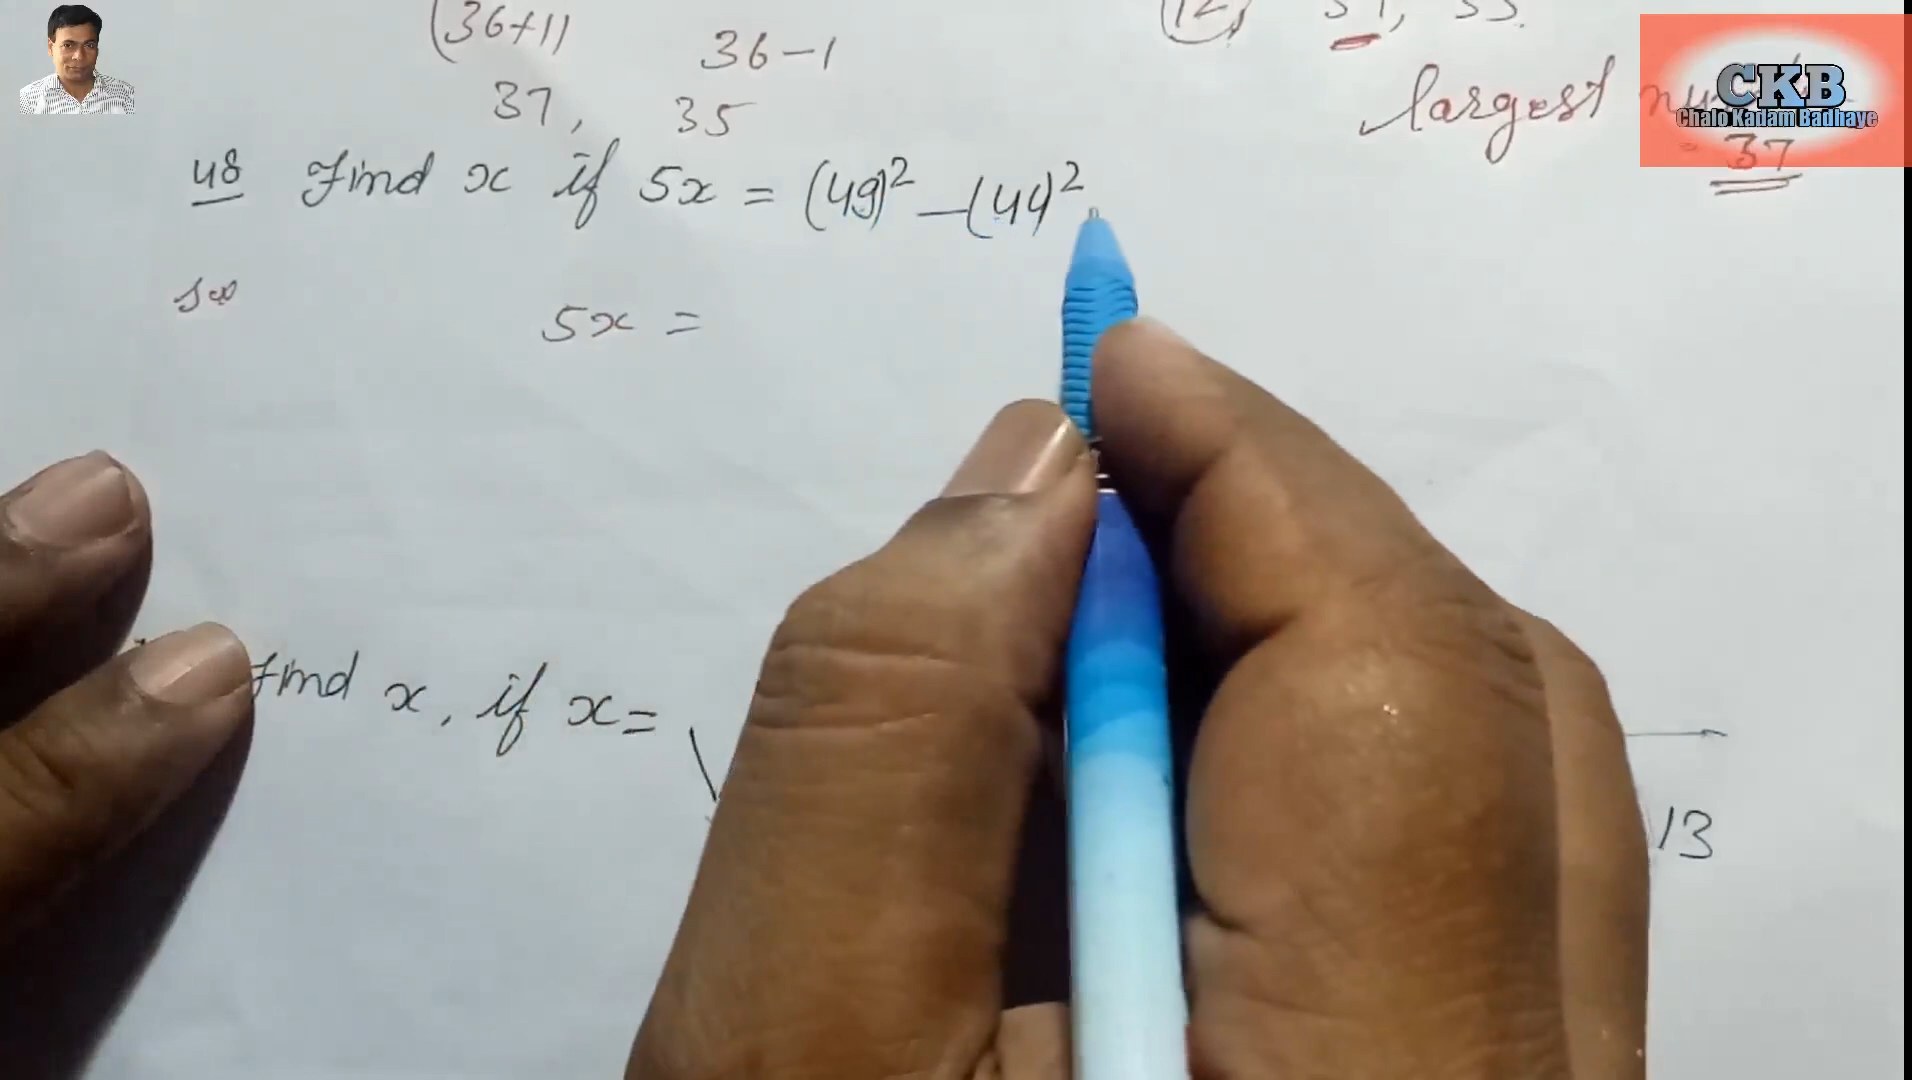 (36+1) 36-1
37, 35
largest
37
CKB
Chalo Kadam Badhaye
48 Find x if 5x = (49)² - (44)²
5x =
Find x, if x=
13